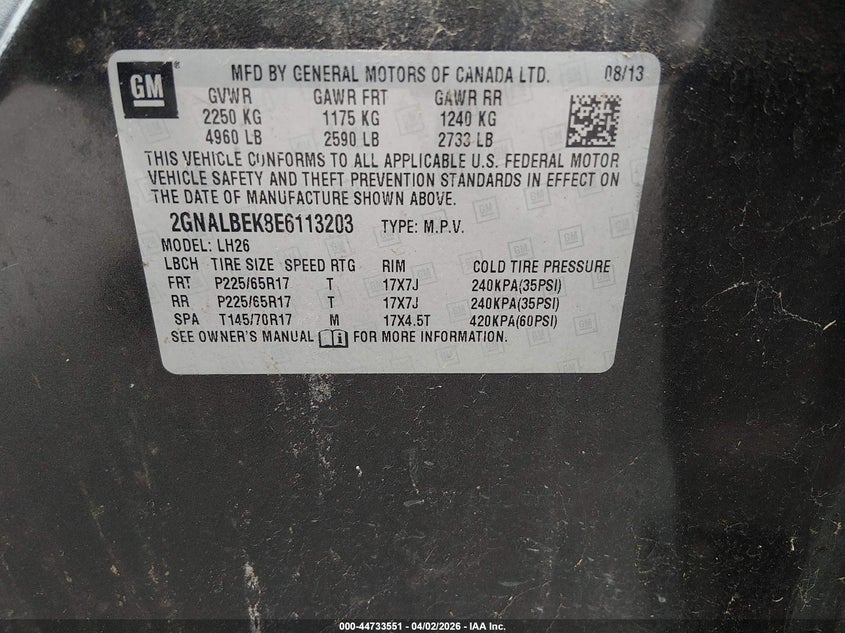 GM
MFD BY GENERAL MOTORS OF CANADA LTD. 08/13
GVWR GAWR FRT GAWR RR
2250 KG 1175 KG 1240 KG
4960 LB 2590 LB 2733 LB
THIS VEHICLE CONFORMS TO ALL APPLICABLE U.S. FEDERAL MOTOR
VEHICLE SAFETY AND THEFT PREVENTION STANDARDS IN EFFECT ON
THE DATE OF MANUFACTURE SHOWN ABOVE.
2GNALBEK8E6113203 TYPE: M.P.V.
MODEL: LH26
LBCH TIRE SIZE SPEED RTG RIM COLD TIRE PRESSURE
FRT P225/65R17 T 17X7J 240KPA(35PSI)
RR P225/65R17 T 17X7J 240KPA(35PSI)
SPA T145/70R17 M 17X4.5T 420KPA(60PSI)
SEE OWNER'S MANUAL i FOR MORE INFORMATION.
000-44733551 - 04/02/2026 - IAA Inc.